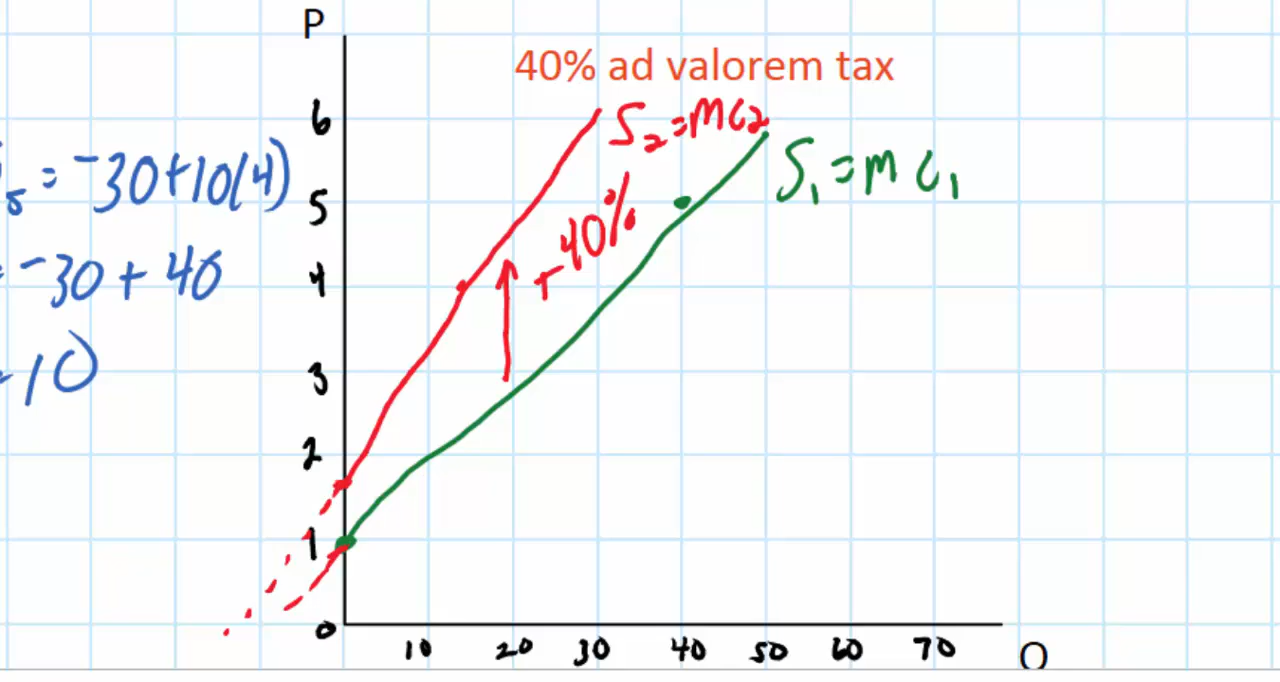 P
40% ad valorem tax
6
S₂=MC₂
S₁=MC₁
s=-30+10(4)
5
+40%
=-30+40
4
10
3
2
1
0
10 20 30 40 50 60 70
Q